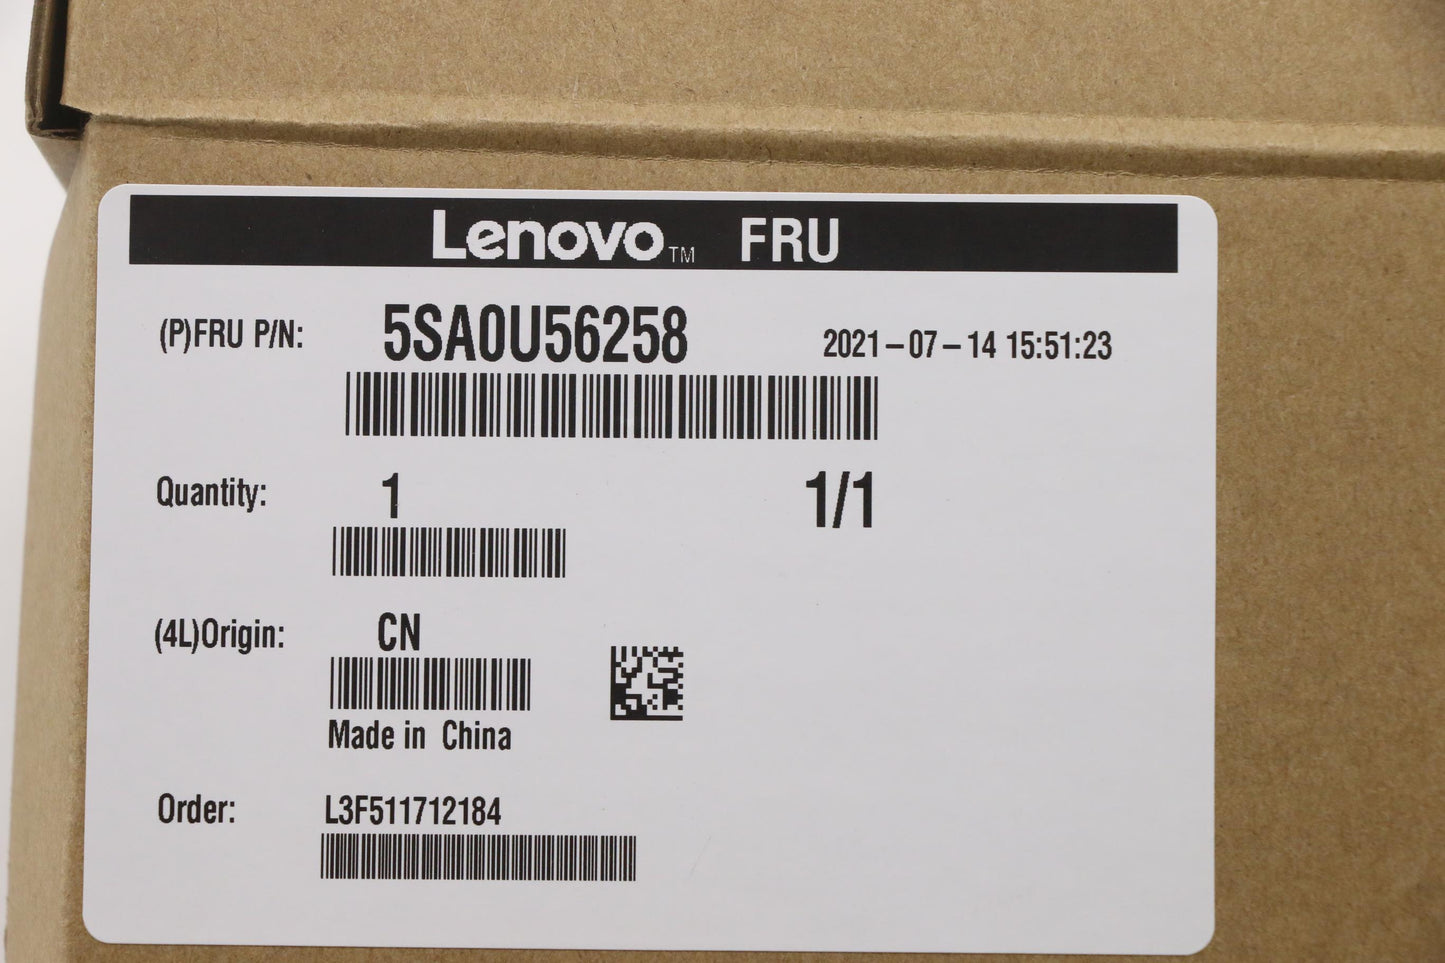 Lenovo™ FRU
(P)FRU P/N: 5SA0U56258 2021-07-14 15:51:23
Quantity: 1 1/1
(4L)Origin: CN
Made in China
Order: L3F511712184